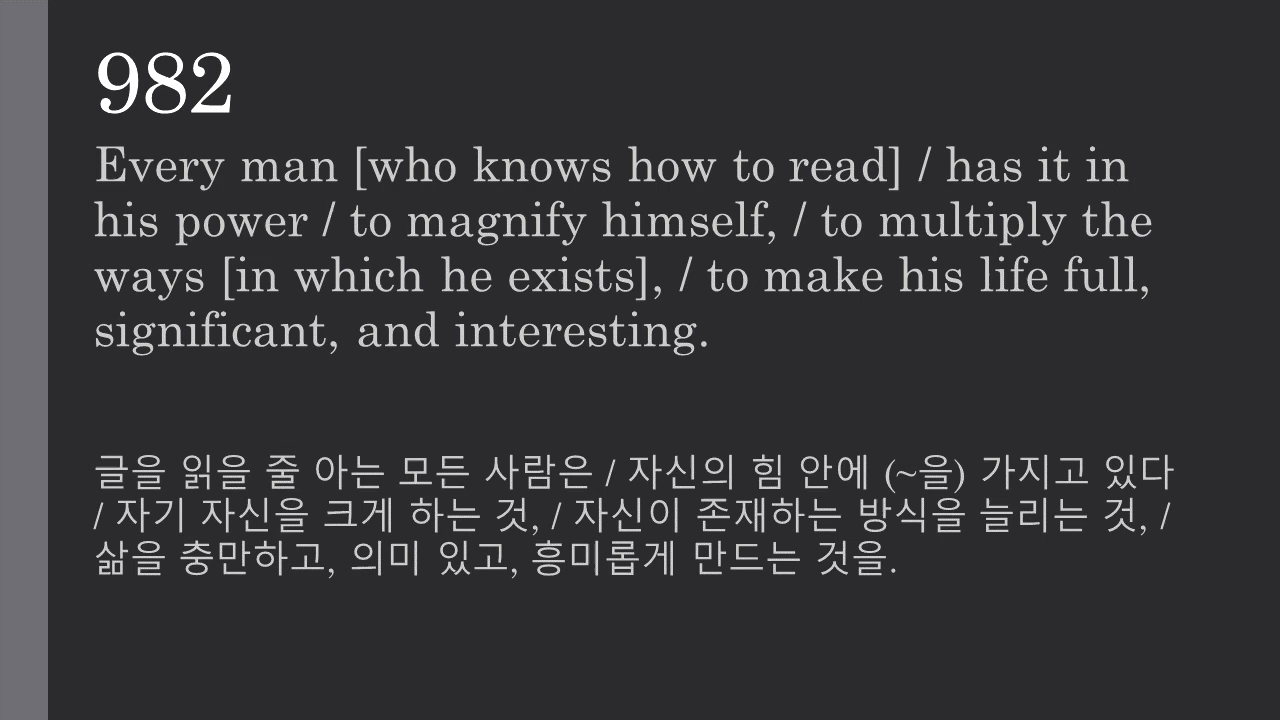 982
Every man [who knows how to read] / has it in
his power / to magnify himself, / to multiply the
ways [in which he exists], / to make his life full,
significant, and interesting.
글을 읽을 줄 아는 모든 사람은 / 자신의 힘 안에 (~을) 가지고 있다
/ 자기 자신을 크게 하는 것, / 자신이 존재하는 방식을 늘리는 것, /
삶을 충만하고, 의미 있고, 흥미롭게 만드는 것을.